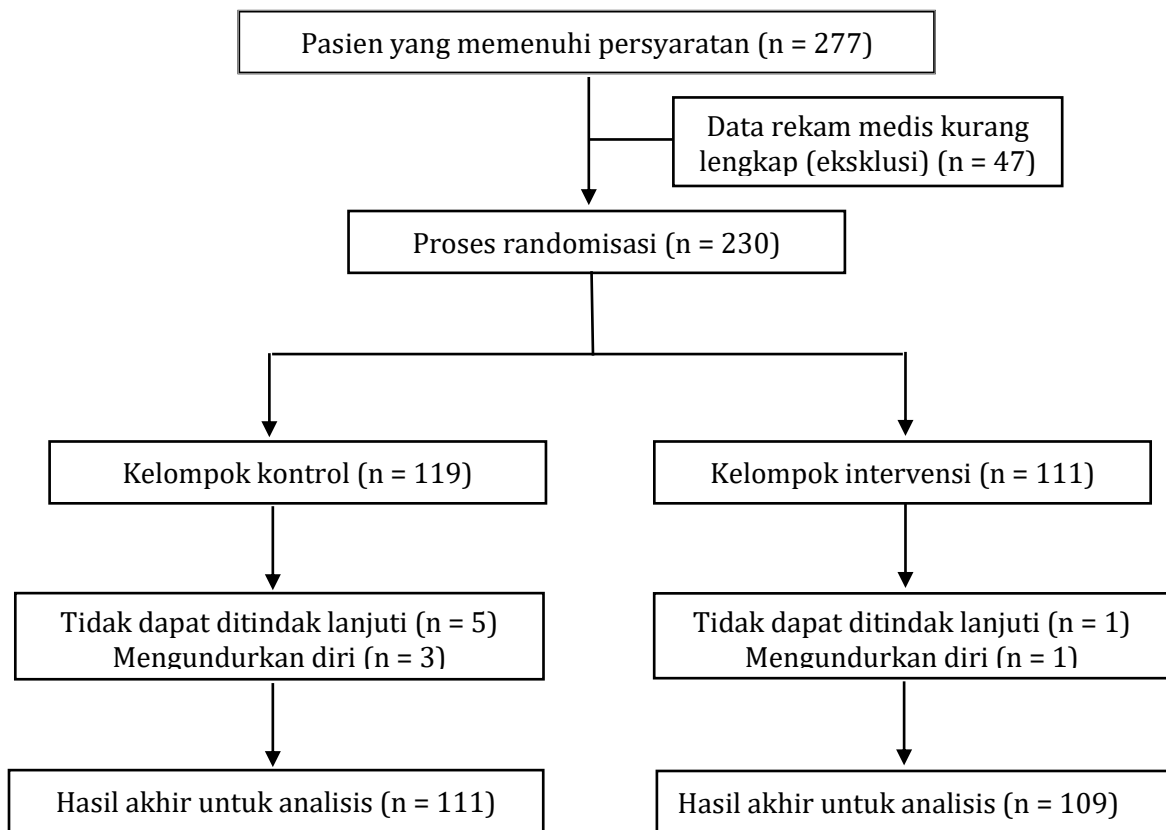 Pasien yang memenuhi persyaratan (n = 277)
Data rekam medis kurang
lengkap (eksklusi) (n = 47)
Proses randomisasi (n = 230)
Kelompok kontrol (n = 119)
Kelompok intervensi (n = 111)
Tidak dapat ditindak lanjuti (n = 5)
Mengundurkan diri (n = 3)
Tidak dapat ditindak lanjuti (n = 1)
Mengundurkan diri (n = 1)
Hasil akhir untuk analisis (n = 111)
Hasil akhir untuk analisis (n = 109)